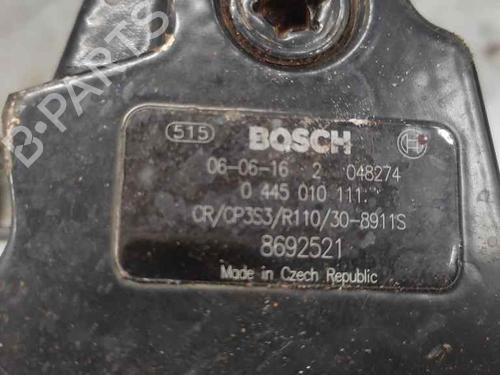 B-PARTS
515 BOSCH
06-06-16 2 048274
0 445 010 111
CR/CP3S3/R110/30-8911S
8692521
Made in Czech Republic